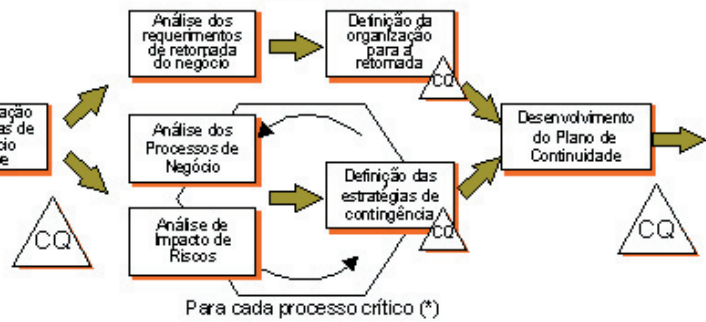 Análise dos
requerimentos
de retomada
do negócio
Definição da
organização
para a
retomada
CQ
Análise dos
Processos de
Negócio
Desenvolvimento
do Plano de
Continuidade
Definição das
estratégias de
contingência
CQ
Análise de
Impacto de
Riscos
CQ
CQ
Para cada processo crítico (*)